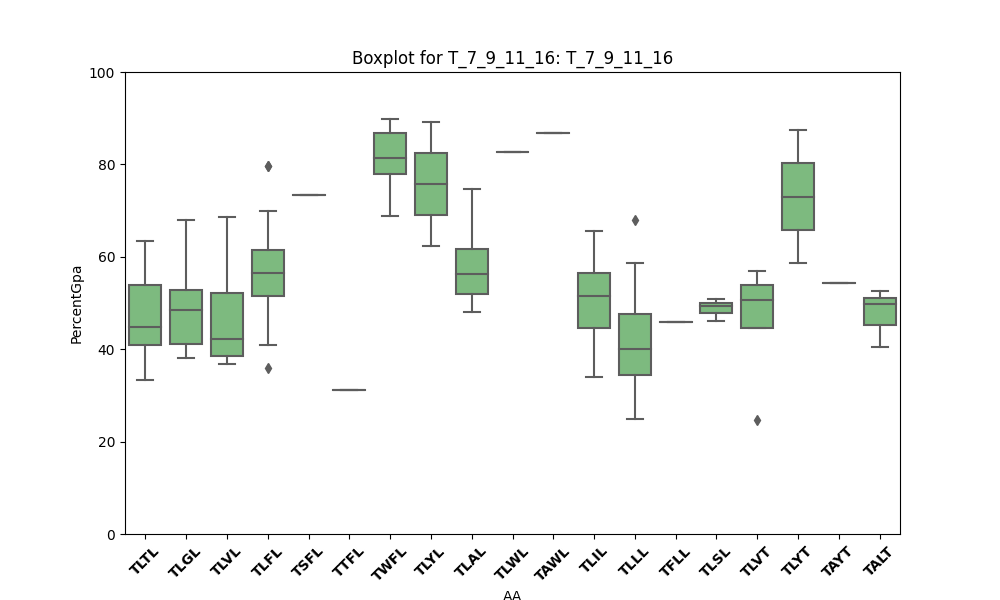 Boxplot for T_7_9_11_16: T_7_9_11_16
PercentGpa
100
80
60
40
20
0
TLTL TLGL TLVL TLFL TSFL TTFL TWFL TLYL TLAL TLWL TAWL TLIL TLLL TFLL TLSL TLVT TLYT TAYT TALT
AA